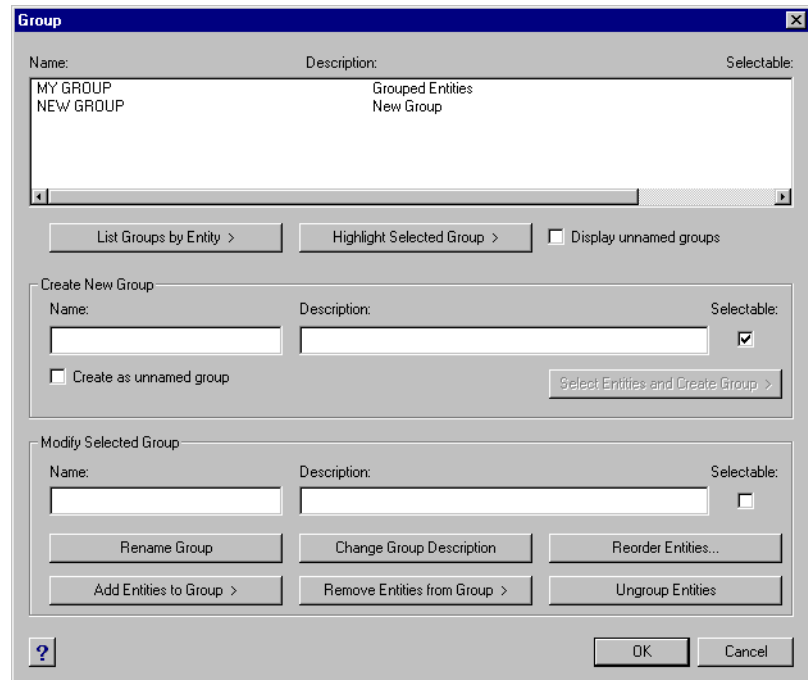 Group
Name: Description: Selectable:
MY GROUP Grouped Entities
NEW GROUP New Group
List Groups by Entity > Highlight Selected Group > Display unnamed groups
Create New Group
Name: Description: Selectable:
Create as unnamed group Select Entities and Create Group >
Modify Selected Group
Name: Description: Selectable:
Rename Group Change Group Description Reorder Entities...
Add Entities to Group > Remove Entities from Group > Ungroup Entities
? OK Cancel